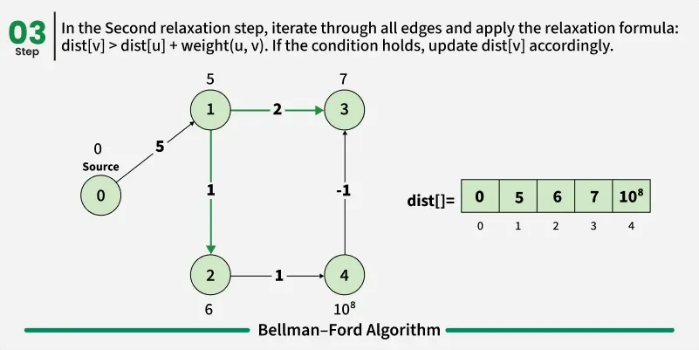 03
Step
In the Second relaxation step, iterate through all edges and apply the relaxation formula:
dist[v] > dist[u] + weight(u, v). If the condition holds, update dist[v] accordingly.
5
7
1
2
3
0
Source
5
0
1
-1
dist[]= 0 5 6 7 10⁸
0 1 2 3 4
2
1
4
6
10⁸
Bellman–Ford Algorithm